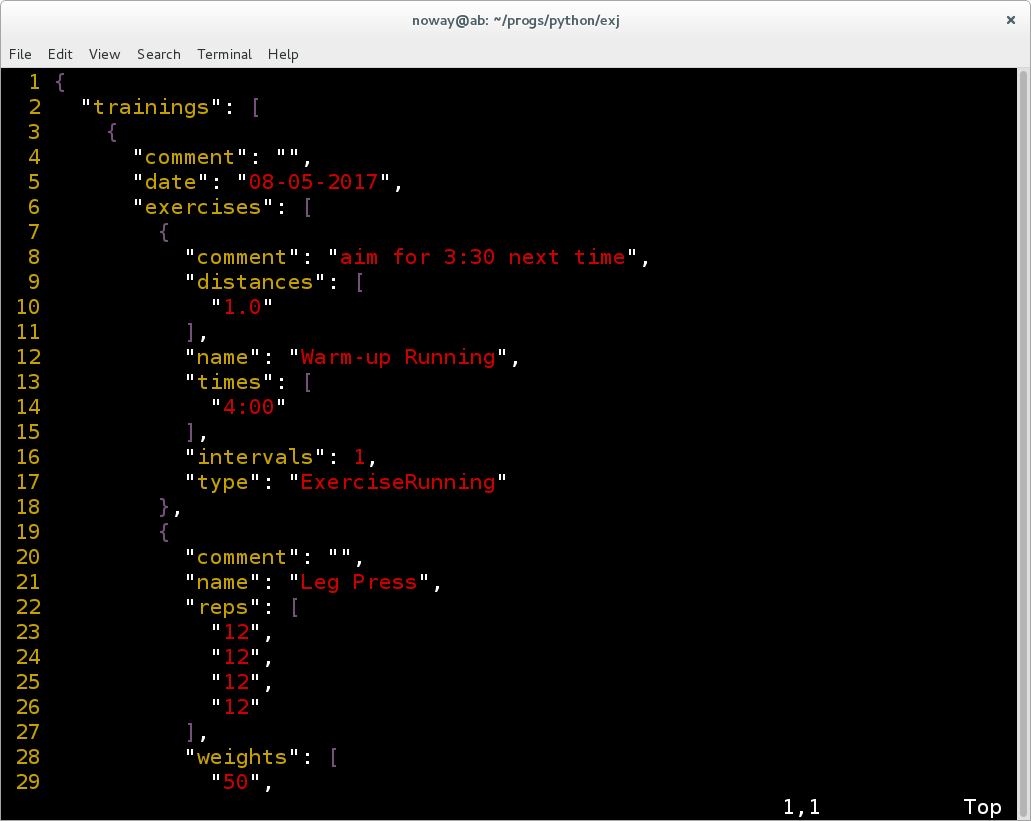 noway@ab: ~/progs/python/exj ×
File Edit View Search Terminal Help
1 {
2   "trainings": [
3     {
4       "comment": "",
5       "date": "08-05-2017",
6       "exercises": [
7         {
8           "comment": "aim for 3:30 next time",
9           "distances": [
10             "1.0"
11           ],
12           "name": "Warm-up Running",
13           "times": [
14             "4:00"
15           ],
16           "intervals": 1,
17           "type": "ExerciseRunning"
18         },
19         {
20           "comment": "",
21           "name": "Leg Press",
22           "reps": [
23             "12",
24             "12",
25             "12",
26             "12"
27           ],
28           "weights": [
29             "50",
1,1 Top